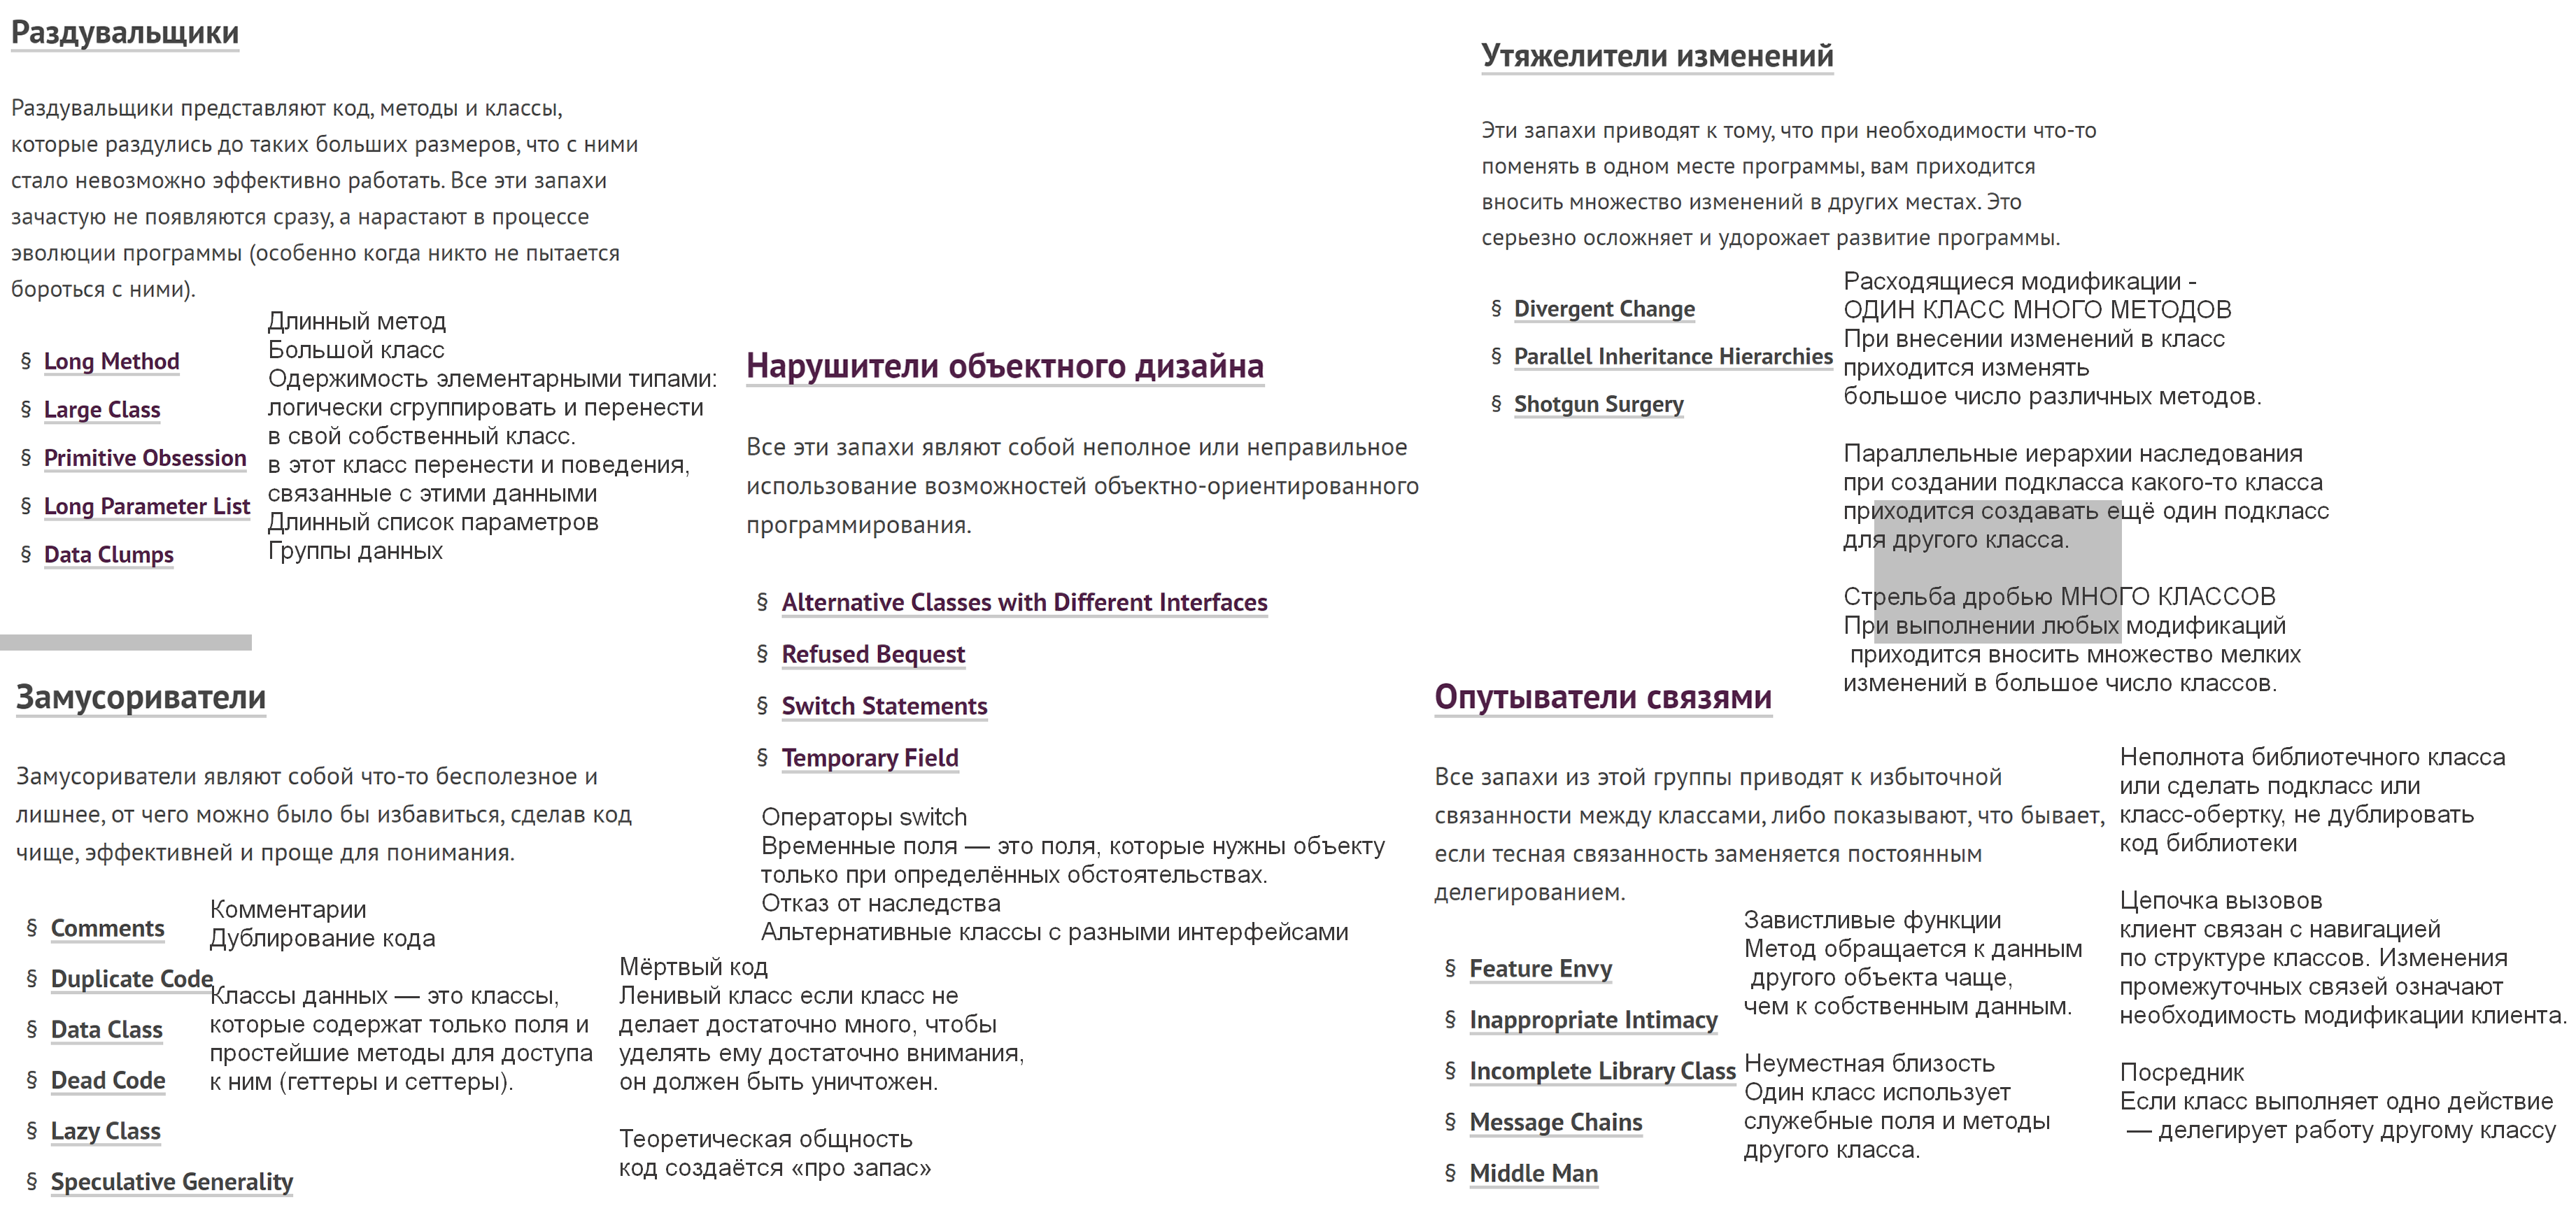 Раздувальщики
Раздувальщики представляют код, методы и классы,
которые раздулись до таких больших размеров, что с ними
стало невозможно эффективно работать. Все эти запахи
зачастую не появляются сразу, а нарастают в процессе
эволюции программы (особенно когда никто не пытается
бороться с ними).
§ Long Method
§ Large Class
§ Primitive Obsession
§ Long Parameter List
§ Data Clumps
Длинный метод
Большой класс
Одержимость элементарными типами:
логически сгруппировать и перенести
в свой собственный класс.
в этот класс перенести и поведения,
связанные с этими данными
Длинный список параметров
Группы данных
Нарушители объектного дизайна
Все эти запахи являют собой неполное или неправильное
использование возможностей объектно-ориентированного
программирования.
§ Alternative Classes with Different Interfaces
§ Refused Bequest
§ Switch Statements
§ Temporary Field
Операторы switch
Временные поля — это поля, которые нужны объекту
только при определённых обстоятельствах.
Отказ от наследства
Альтернативные классы с разными интерфейсами
Утяжелители изменений
Эти запахи приводят к тому, что при необходимости что-то
поменять в одном месте программы, вам приходится
вносить множество изменений в других местах. Это
серьезно осложняет и удорожает развитие программы.
§ Divergent Change
§ Parallel Inheritance Hierarchies
§ Shotgun Surgery
Расходящиеся модификации -
ОДИН КЛАСС МНОГО МЕТОДОВ
При внесении изменений в класс
приходится изменять
большое число различных методов.
Параллельные иерархии наследования
при создании подкласса какого-то класса
приходится создавать ещё один подкласс
для другого класса.
Стрельба дробью МНОГО КЛАССОВ
При выполнении любых модификаций
приходится вносить множество мелких
изменений в большое число классов.
Замусориватели
Замусориватели являют собой что-то бесполезное и
лишнее, от чего можно было бы избавиться, сделав код
чище, эффективней и проще для понимания.
§ Comments
§ Duplicate Code
§ Data Class
§ Dead Code
§ Lazy Class
§ Speculative Generality
Комментарии
Дублирование кода
Классы данных — это классы,
которые содержат только поля и
простейшие методы для доступа
к ним (геттеры и сеттеры).
Мёртвый код
Ленивый класс если класс не
делает достаточно много, чтобы
уделять ему достаточно внимания,
он должен быть уничтожен.
Теоретическая общность
код создаётся «про запас»
Опутыватели связями
Все запахи из этой группы приводят к избыточной
связанности между классами, либо показывают, что бывает,
если тесная связанность заменяется постоянным
делегированием.
§ Feature Envy
§ Inappropriate Intimacy
§ Incomplete Library Class
§ Message Chains
§ Middle Man
Завистливые функции
Метод обращается к данным
другого объекта чаще,
чем к собственным данным.
Неуместная близость
Один класс использует
служебные поля и методы
другого класса.
Неполнота библиотечного класса
или сделать подкласс или
класс-обертку, не дублировать
код библиотеки
Цепочка вызовов
клиент связан с навигацией
по структуре классов. Изменения
промежуточных связей означают
необходимость модификации клиента.
Посредник
Если класс выполняет одно действие
— делегирует работу другому классу